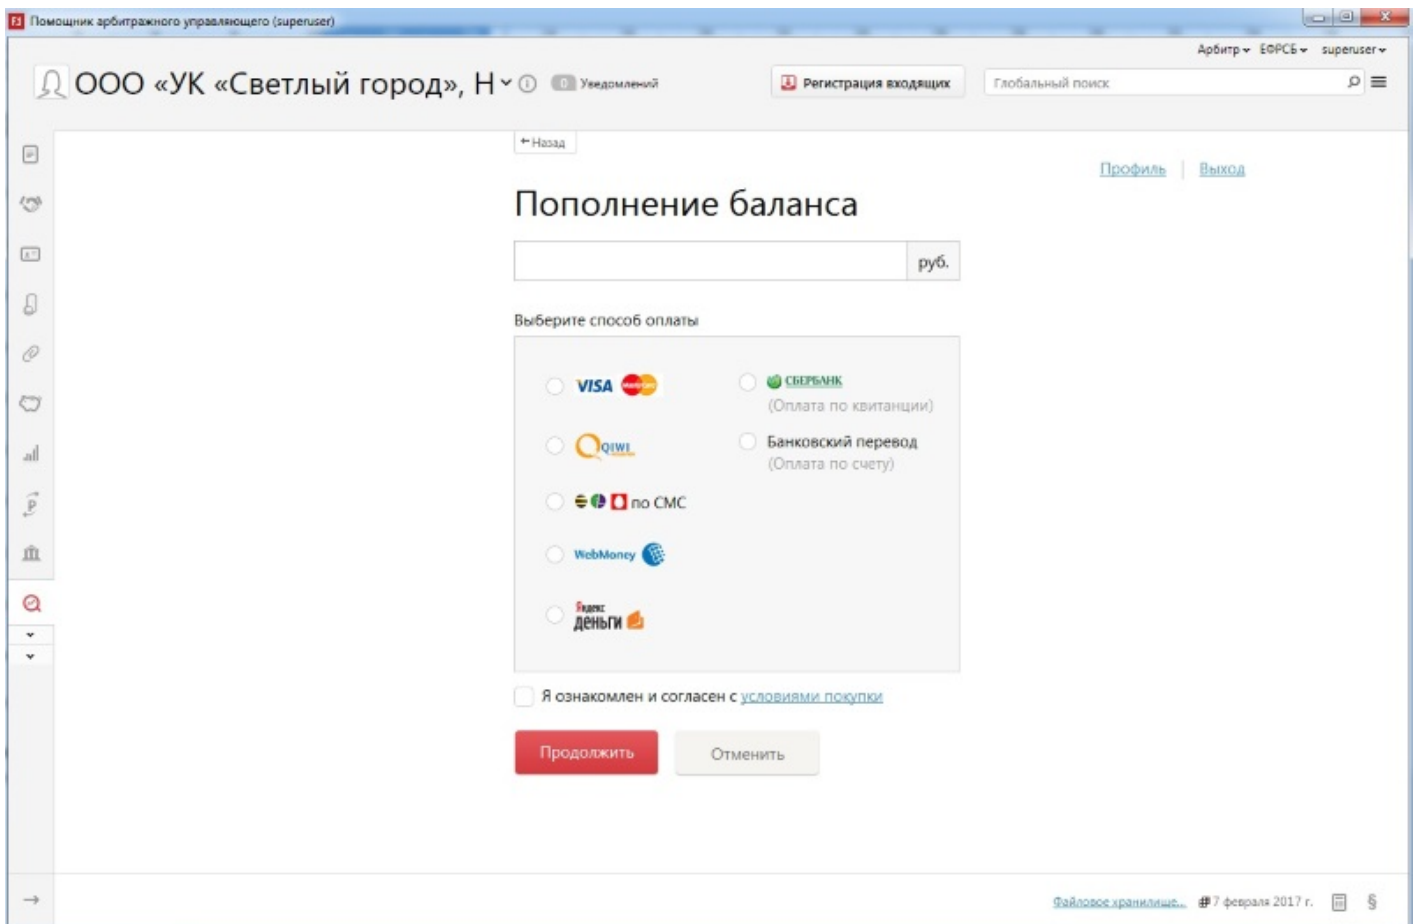 Помощник арбитражного управляющего (superuser)
Арбитр ЕФРСБ superuser
ООО «УК «Светлый город», Н 0 Уведомлений Регистрация входящих Глобальный поиск
Назад
Профиль Выход
Пополнение баланса
руб.
Выберите способ оплаты
VISA MasterCard
СБЕРБАНК
(Оплата по квитанции)
QIWI
Банковский перевод
(Оплата по счету)
по СМС
WebMoney
Яндекс
деньги
Я ознакомлен и согласен с условиями покупки
Продолжить Отменить
Файловое хранилище... # 7 февраля 2017 г. §